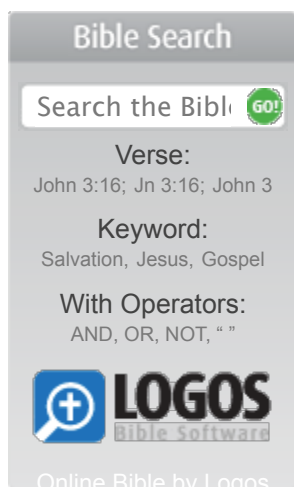 Bible Search
Search the Bibl
GO!
Verse:
John 3:16; Jn 3:16; John 3
Keyword:
Salvation, Jesus, Gospel
With Operators:
AND, OR, NOT, “ ”
LOGOS
Bible Software
Online Bible by Logos